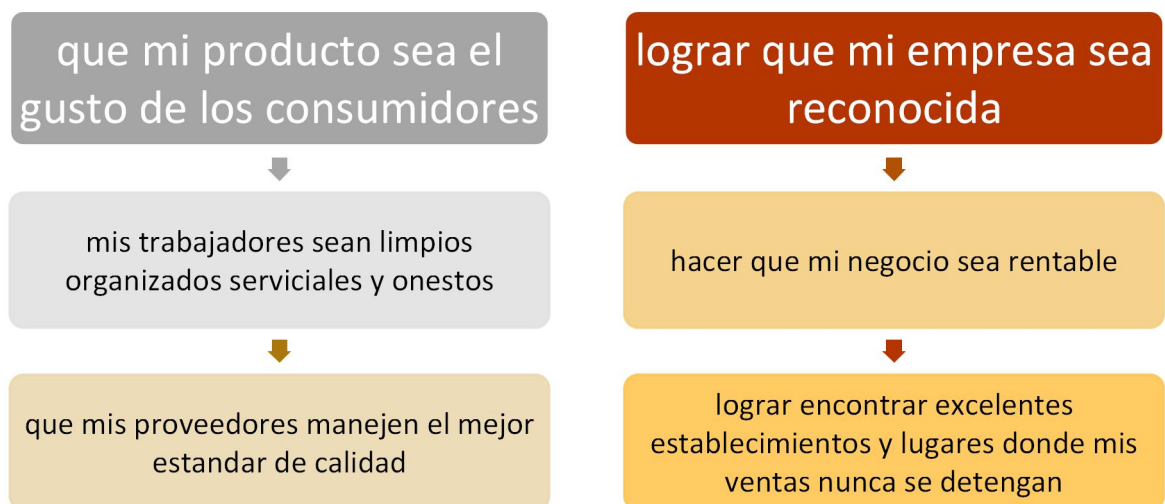 que mi producto sea el
gusto de los consumidores
mis trabajadores sean limpios
organizados serviciales y onestos
que mis proveedores manejen el mejor
estandar de calidad
lograr que mi empresa sea
reconocida
hacer que mi negocio sea rentable
lograr encontrar excelentes
establecimientos y lugares donde mis
ventas nunca se detengan